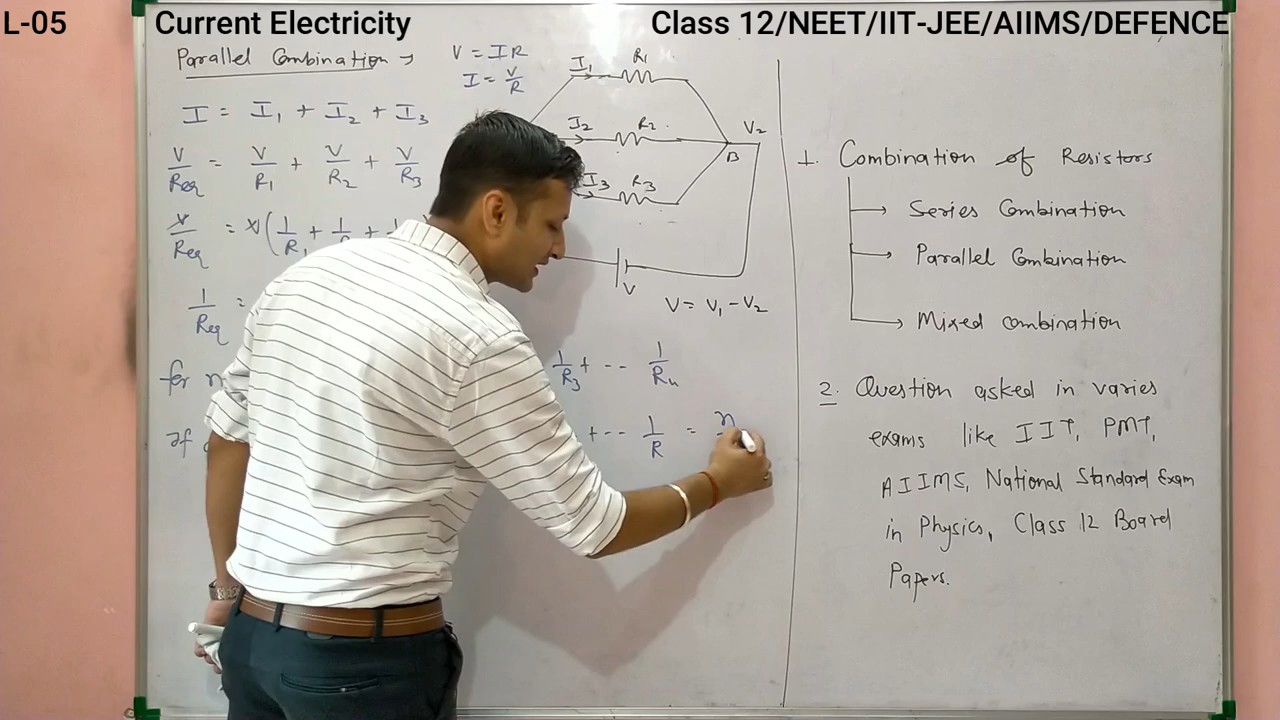 L-05 Current Electricity Class 12/NEET/IIT-JEE/AIIMS/DEFENCE
Parallel Combination →
V = IR
I = V/R
I = I₁ + I₂ + I₃
V/Req = V/R₁ + V/R₂ + V/R₃
V/Req = V(1/R₁ + 1/R₂ +
1/Req =
for n
1/R₃ + -- 1/Rn
If
+ -- 1/R = n
I₁ R₁
I₂ R₂
I₃ R₃
B V₂
V
V = V₁ - V₂
1. Combination of Resistors
→ Series Combination
→ Parallel Combination
→ Mixed Combination
2. Question asked in varies
exams like IIT, PMT,
AIIMS, National Standard Exam
in Physics, Class 12 Board
Papers.